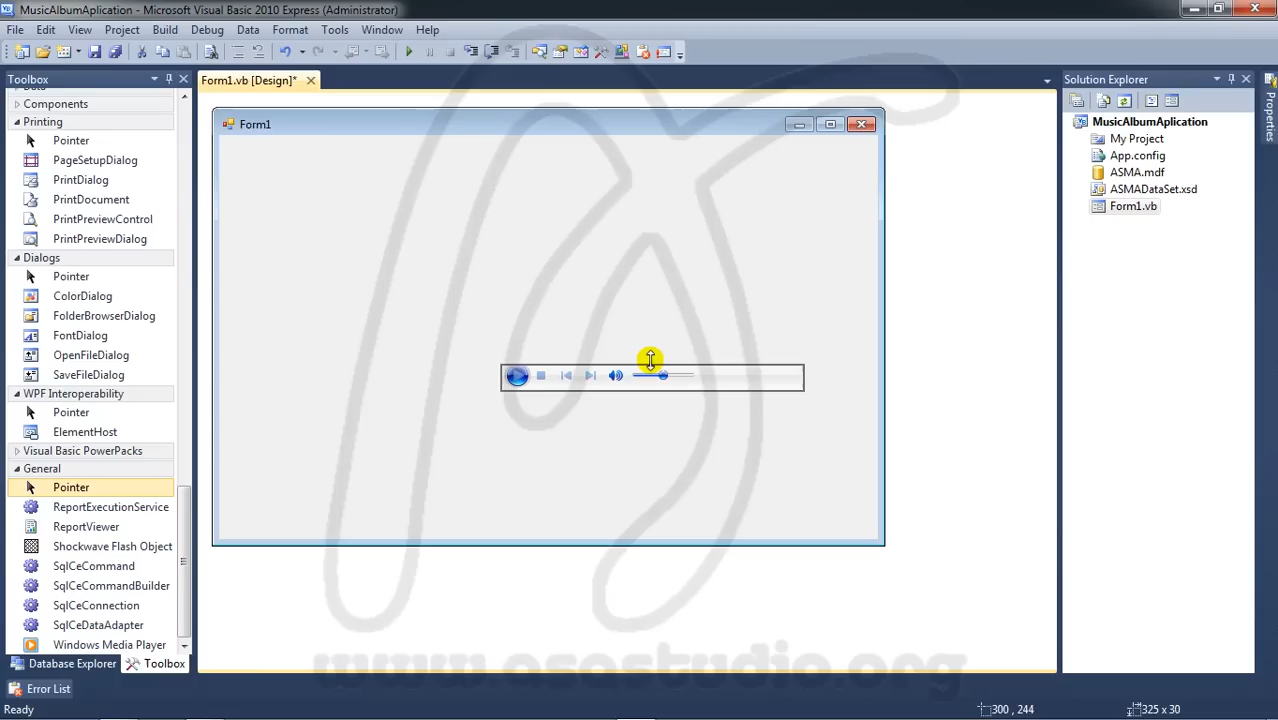 MusicAlbumAplication - Microsoft Visual Basic 2010 Express (Administrator)
File Edit View Project Build Debug Data Format Tools Window Help
Toolbox
Form1.vb [Design]*
Solution Explorer
Data
Components
Printing
Pointer
PageSetupDialog
PrintDialog
PrintDocument
PrintPreviewControl
PrintPreviewDialog
Dialogs
Pointer
ColorDialog
FolderBrowserDialog
FontDialog
OpenFileDialog
SaveFileDialog
WPF Interoperability
Pointer
ElementHost
Visual Basic PowerPacks
General
Pointer
ReportExecutionService
ReportViewer
Shockwave Flash Object
SqlCeCommand
SqlCeCommandBuilder
SqlCeConnection
SqlCeDataAdapter
Windows Media Player
Database Explorer Toolbox
Form1
MusicAlbumAplication
My Project
App.config
ASMA.mdf
ASMADataSet.xsd
Form1.vb
Properties
www.asastudio.org
Error List
Ready 300 , 244 325 x 30